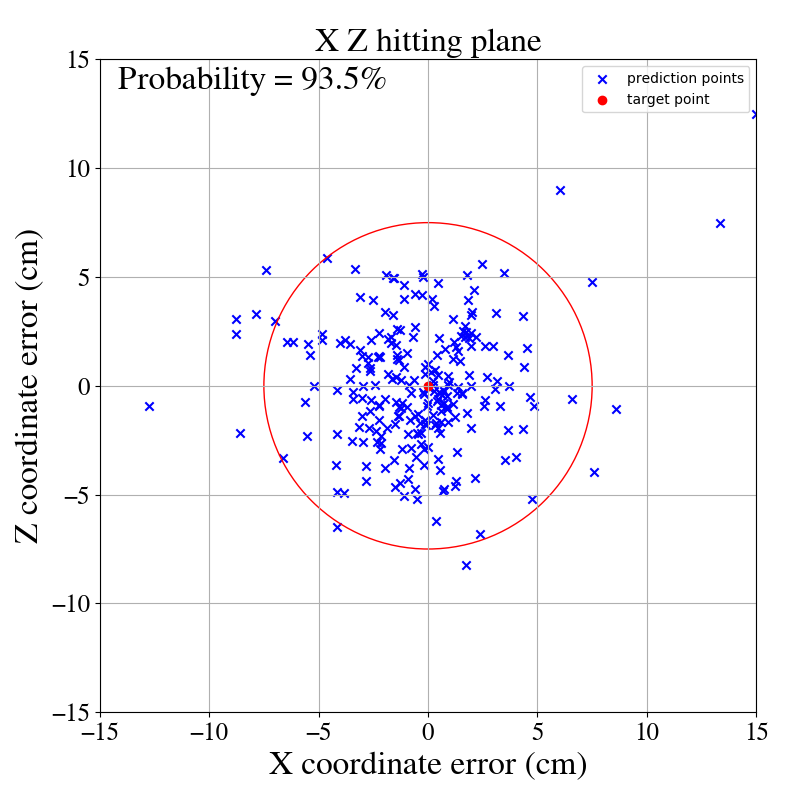 X Z hitting plane
Probability = 93.5%
prediction points
target point
Z coordinate error (cm)
15
10
5
0
−5
−10
−15
−15
−10
−5
0
5
10
15
X coordinate error (cm)